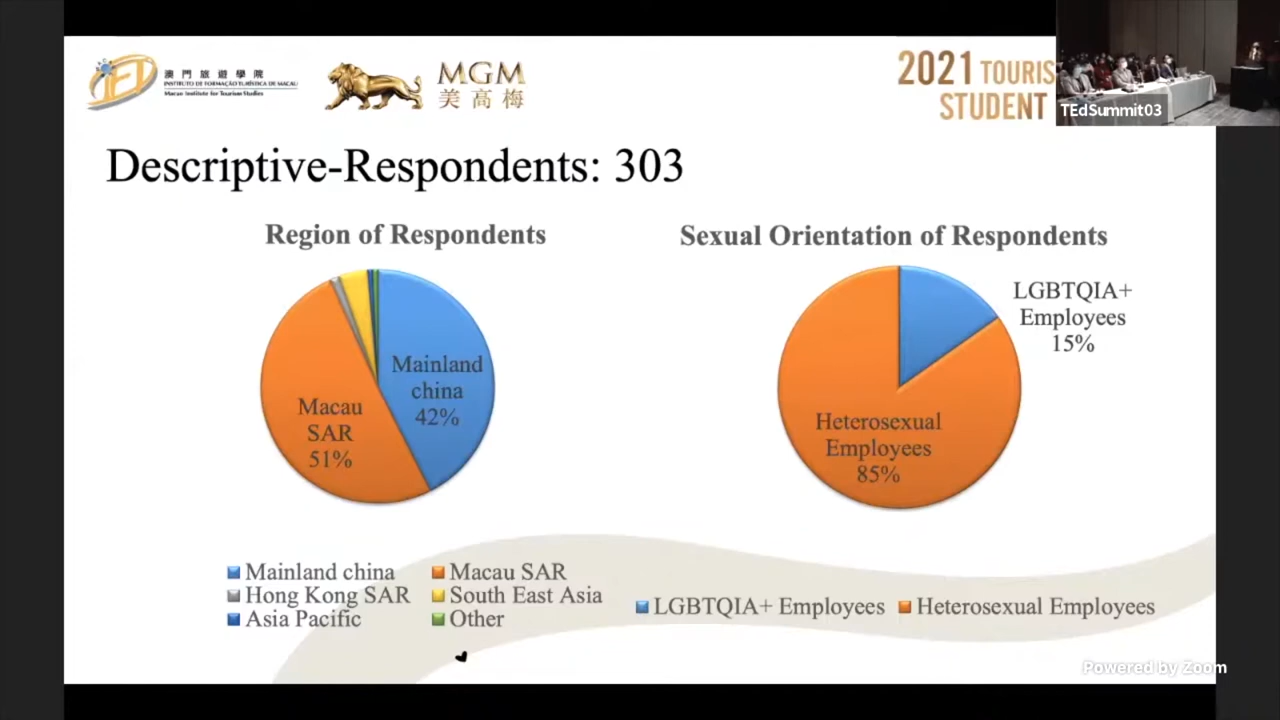 澳門旅遊學院
INSTITUTO DE FORMAÇÃO TURÍSTICA DE MACAU
Macao Institute for Tourism Studies
MGM
美高梅
2021 TOURIS
STUDENT
TEdSummit03
Descriptive-Respondents: 303
Region of Respondents
Mainland
china
42%
Macau
SAR
51%
Mainland china
Macau SAR
Hong Kong SAR
South East Asia
Asia Pacific
Other
Sexual Orientation of Respondents
LGBTQIA+
Employees
15%
Heterosexual
Employees
85%
LGBTQIA+ Employees
Heterosexual Employees
Powered by Zoom